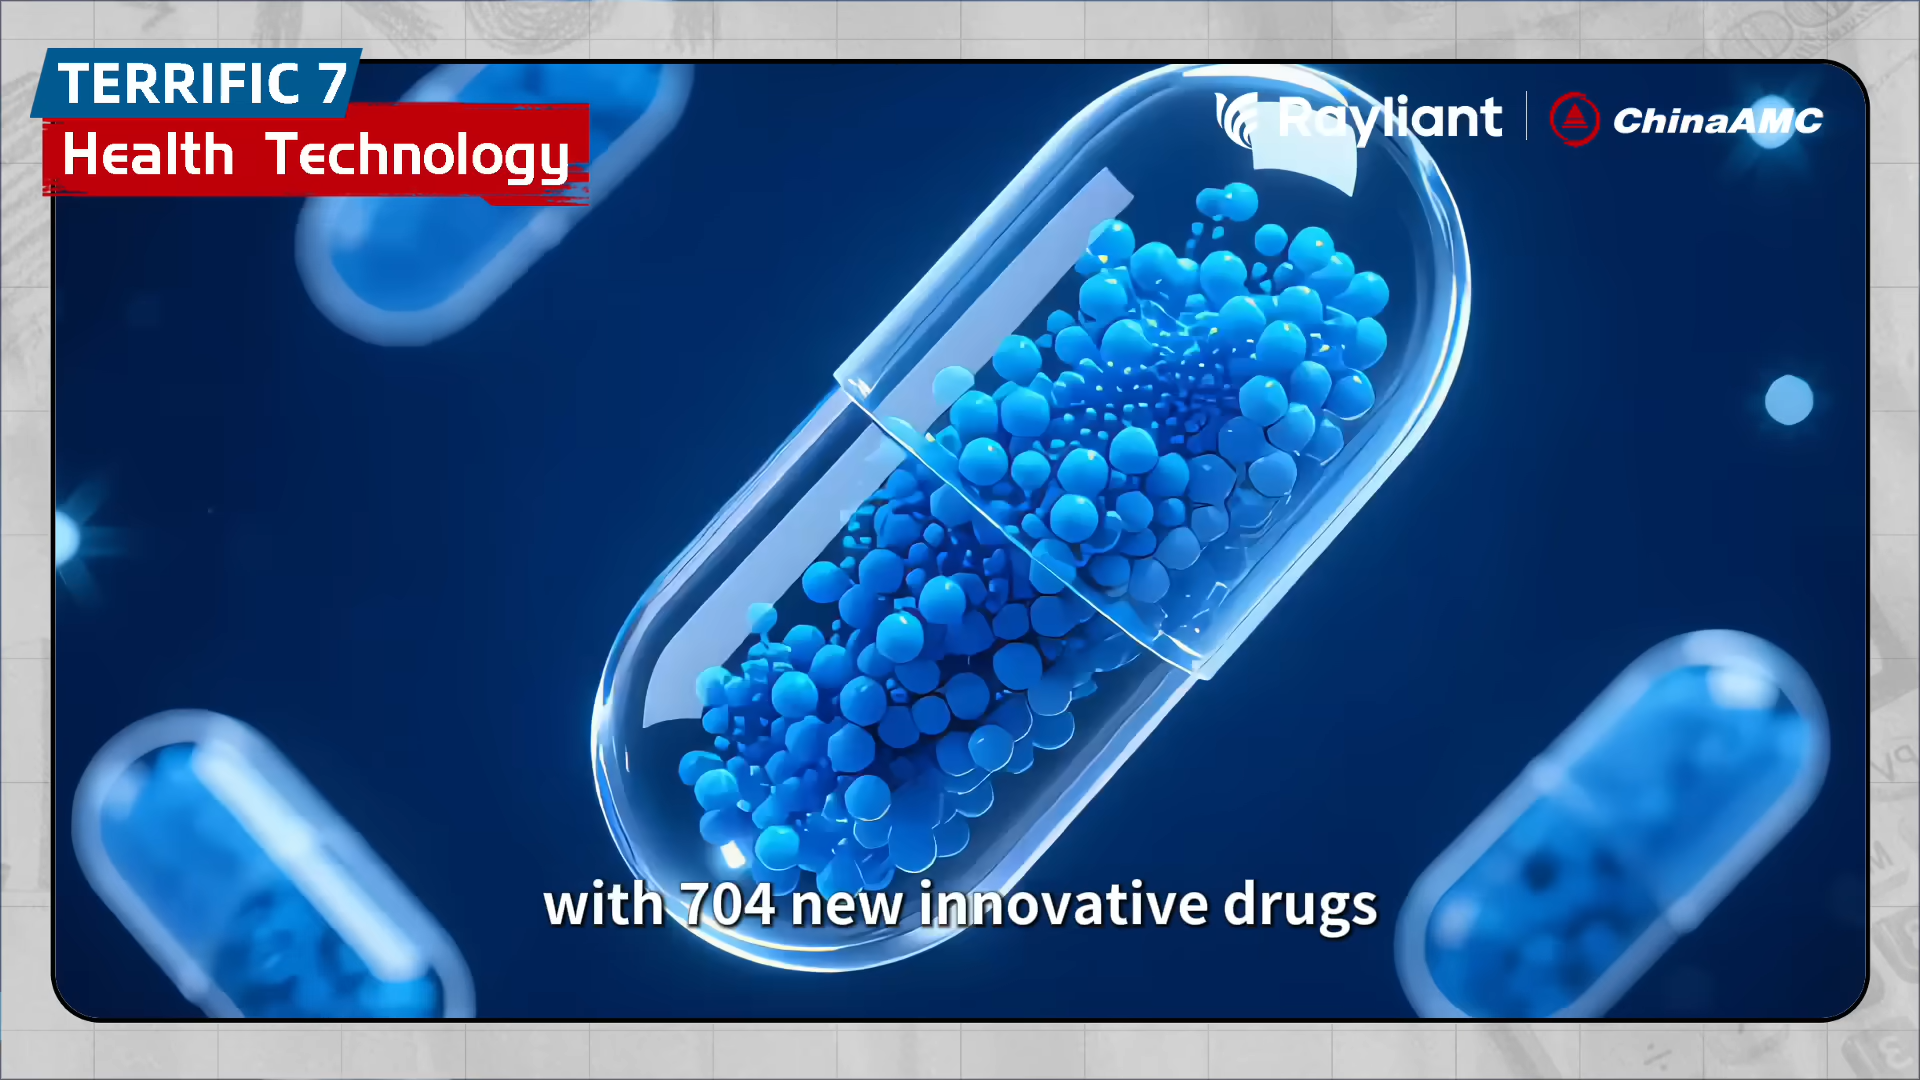 TERRIFIC 7
Health Technology
Rayliant
ChinaAMC
with 704 new innovative drugs